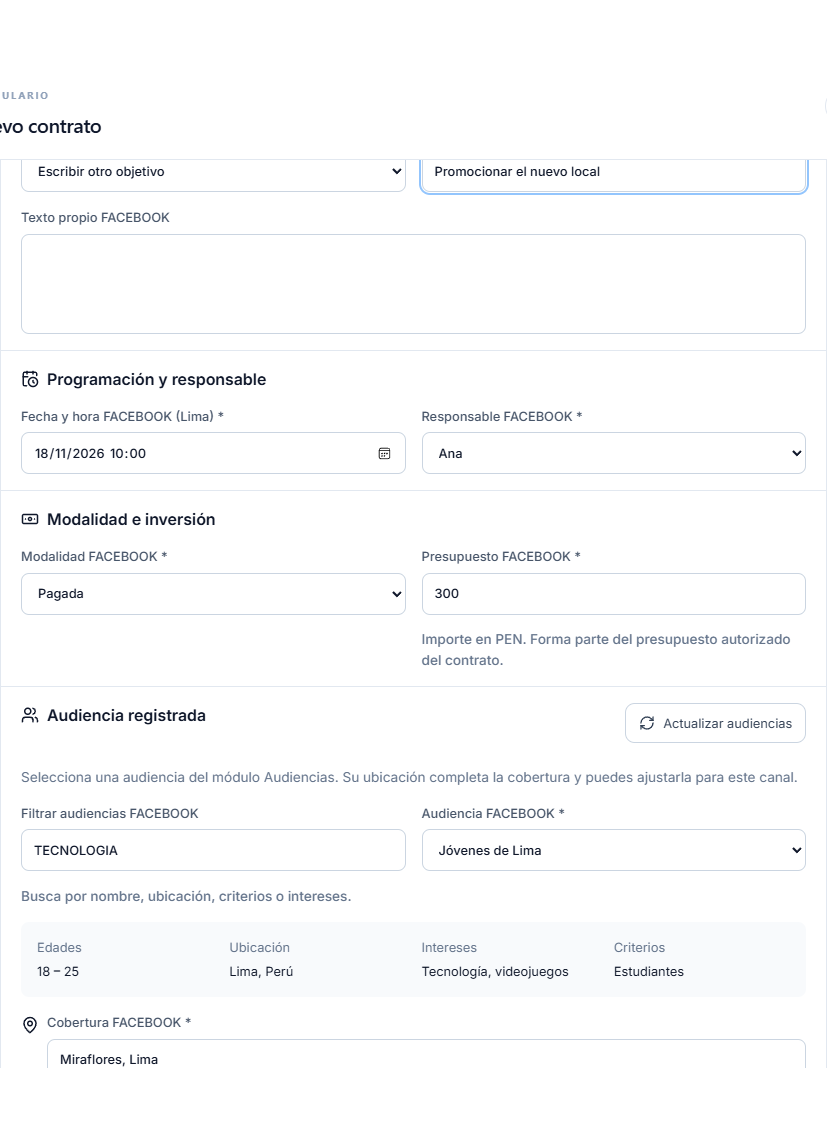 ULARIO
evo contrato
Escribir otro objetivo
Promocionar el nuevo local
Texto propio FACEBOOK
Programación y responsable
Fecha y hora FACEBOOK (Lima) *
Responsable FACEBOOK *
18/11/2026 10:00
Ana
Modalidad e inversión
Modalidad FACEBOOK *
Presupuesto FACEBOOK *
Pagada
300
Importe en PEN. Forma parte del presupuesto autorizado
del contrato.
Audiencia registrada
Actualizar audiencias
Selecciona una audiencia del módulo Audiencias. Su ubicación completa la cobertura y puedes ajustarla para este canal.
Filtrar audiencias FACEBOOK
Audiencia FACEBOOK *
TECNOLOGIA
Jóvenes de Lima
Busca por nombre, ubicación, criterios o intereses.
Edades
Ubicación
Intereses
Criterios
18 – 25
Lima, Perú
Tecnología, videojuegos
Estudiantes
Cobertura FACEBOOK *
Miraflores, Lima